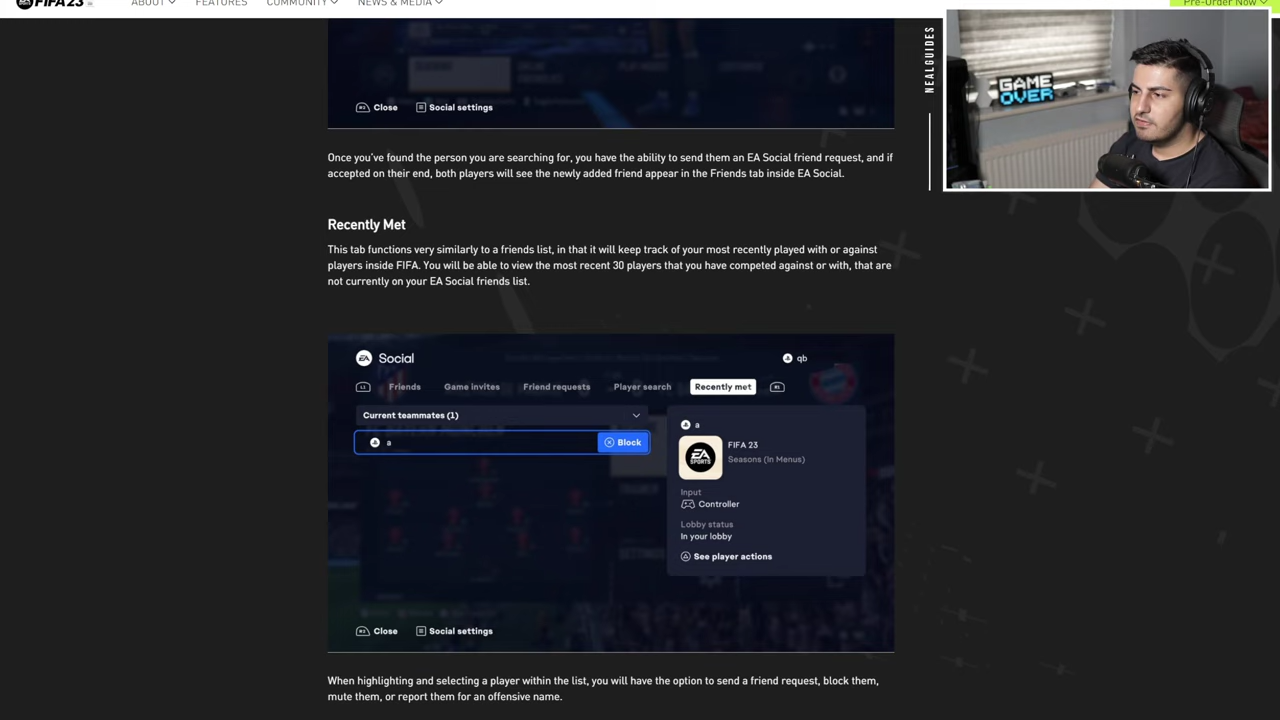 FIFA 23
ABOUT
FEATURES
COMMUNITY
NEWS & MEDIA
Pre-Order Now
NEALGUIDES
GAME
OVER
Close
Social settings
Once you've found the person you are searching for, you have the ability to send them an EA Social friend request, and if
accepted on their end, both players will see the newly added friend appear in the Friends tab inside EA Social.
Recently Met
This tab functions very similarly to a friends list, in that it will keep track of your most recently played with or against
players inside FIFA. You will be able to view the most recent 30 players that you have competed against or with, that are
not currently on your EA Social friends list.
EA Social
qb
L1 Friends Game invites Friend requests Player search Recently met R1
Current teammates (1)
a
Block
a
EA SPORTS
FIFA 23
Seasons (In Menus)
Input
Controller
Lobby status
In your lobby
See player actions
Close
Social settings
When highlighting and selecting a player within the list, you will have the option to send a friend request, block them,
mute them, or report them for an offensive name.